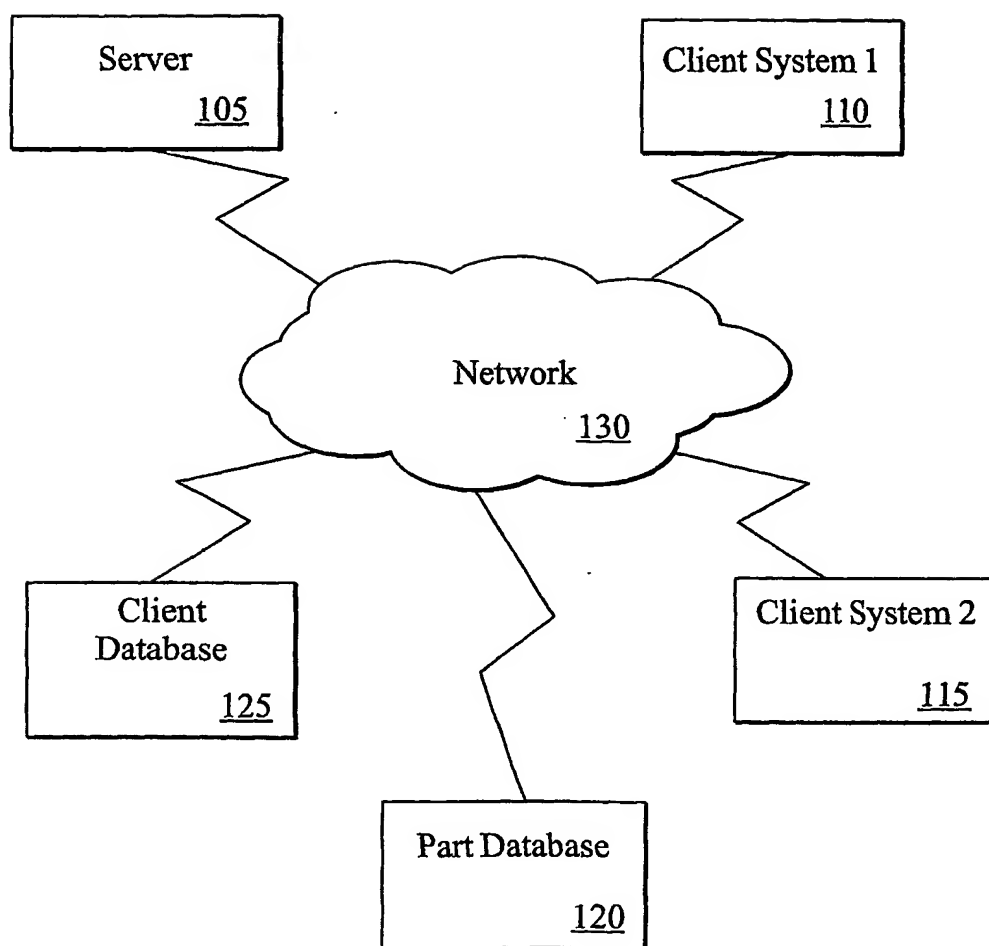 Server
105
Client System 1
110
Network
130
Client
Database
125
Client System 2
115
Part Database
120